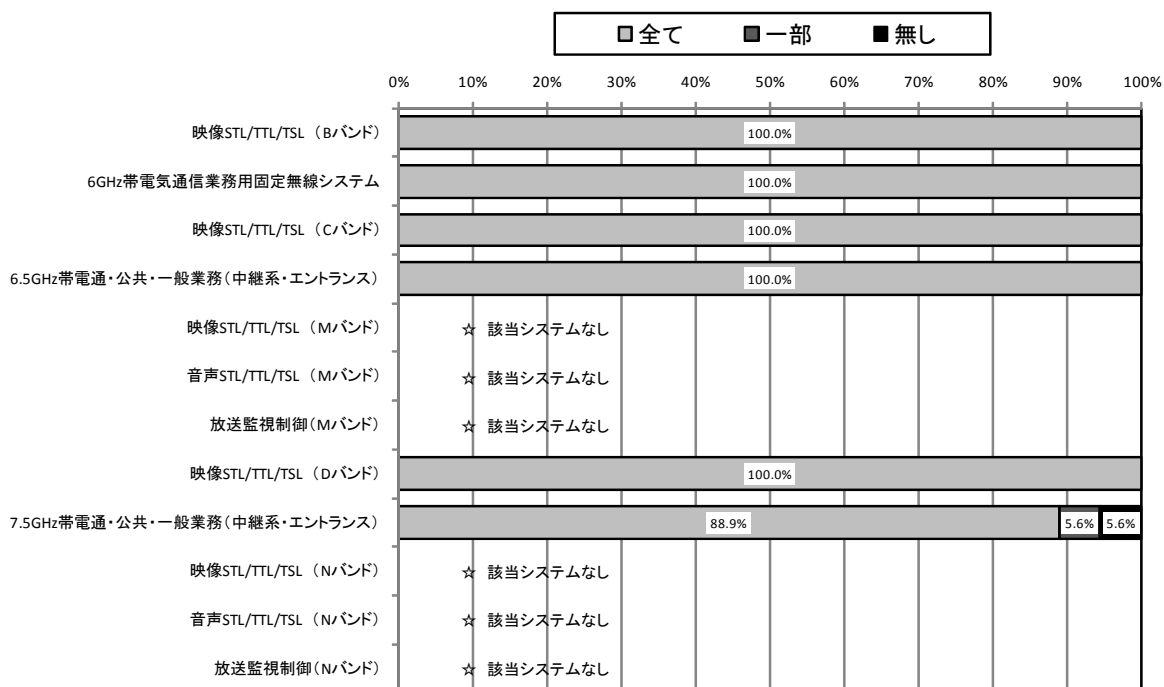 全て 一部 無し
0% 10% 20% 30% 40% 50% 60% 70% 80% 90% 100%
映像STL/TTL/TSL （Bバンド） 100.0%
6GHz帯電気通信業務用固定無線システム 100.0%
映像STL/TTL/TSL （Cバンド） 100.0%
6.5GHz帯電通・公共・一般業務（中継系・エントランス） 100.0%
映像STL/TTL/TSL （Mバンド） ☆ 該当システムなし
音声STL/TTL/TSL （Mバンド） ☆ 該当システムなし
放送監視制御（Mバンド） ☆ 該当システムなし
映像STL/TTL/TSL （Dバンド） 100.0%
7.5GHz帯電通・公共・一般業務（中継系・エントランス） 88.9% 5.6% 5.6%
映像STL/TTL/TSL （Nバンド） ☆ 該当システムなし
音声STL/TTL/TSL （Nバンド） ☆ 該当システムなし
放送監視制御（Nバンド） ☆ 該当システムなし